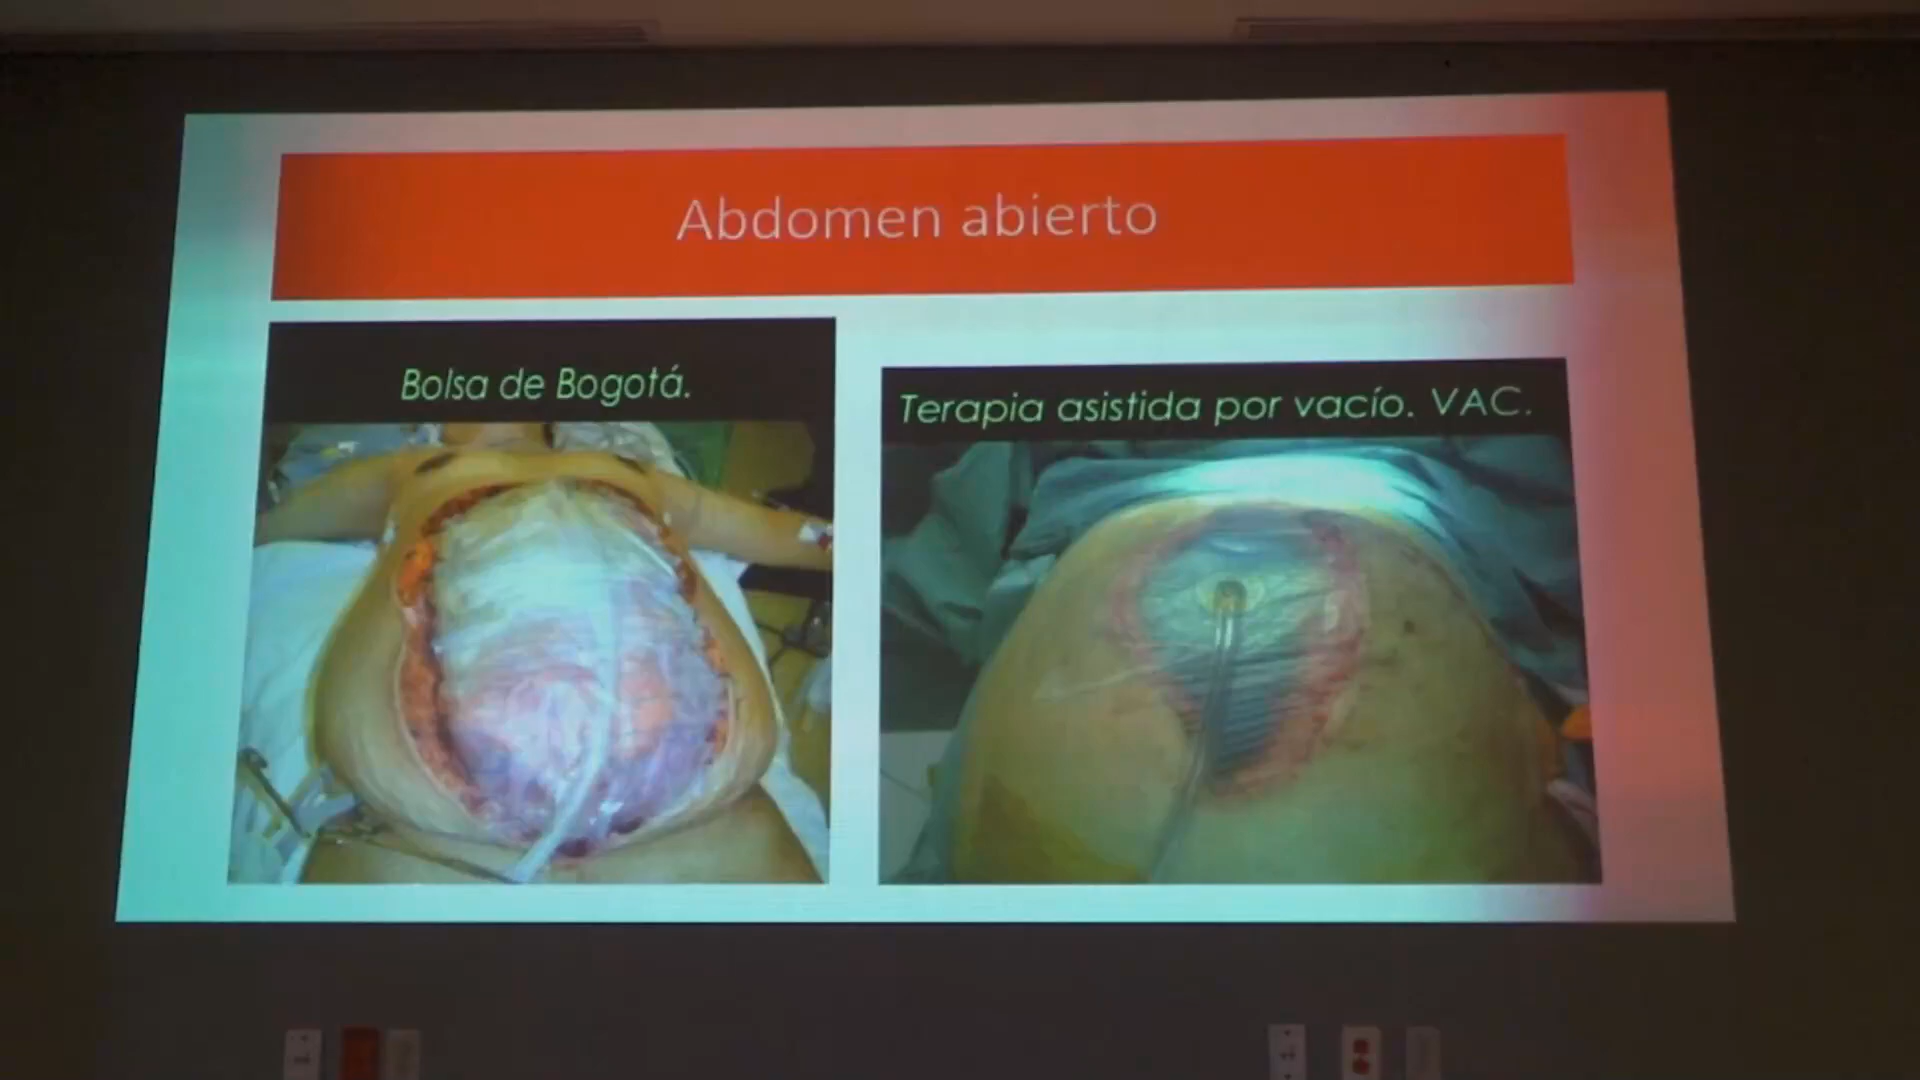 Abdomen abierto
Bolsa de Bogotá.
Terapia asistida por vacío. VAC.